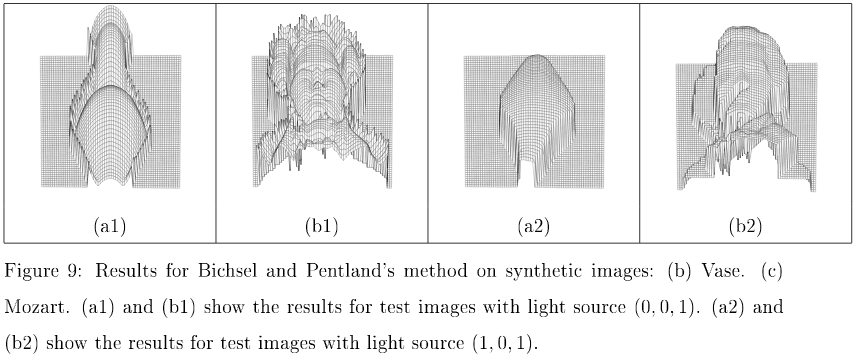 (a1) (b1) (a2) (b2)
Figure 9: Results for Bichsel and Pentland's method on synthetic images: (b) Vase. (c)
Mozart. (a1) and (b1) show the results for test images with light source (0, 0, 1). (a2) and
(b2) show the results for test images with light source (1, 0, 1).